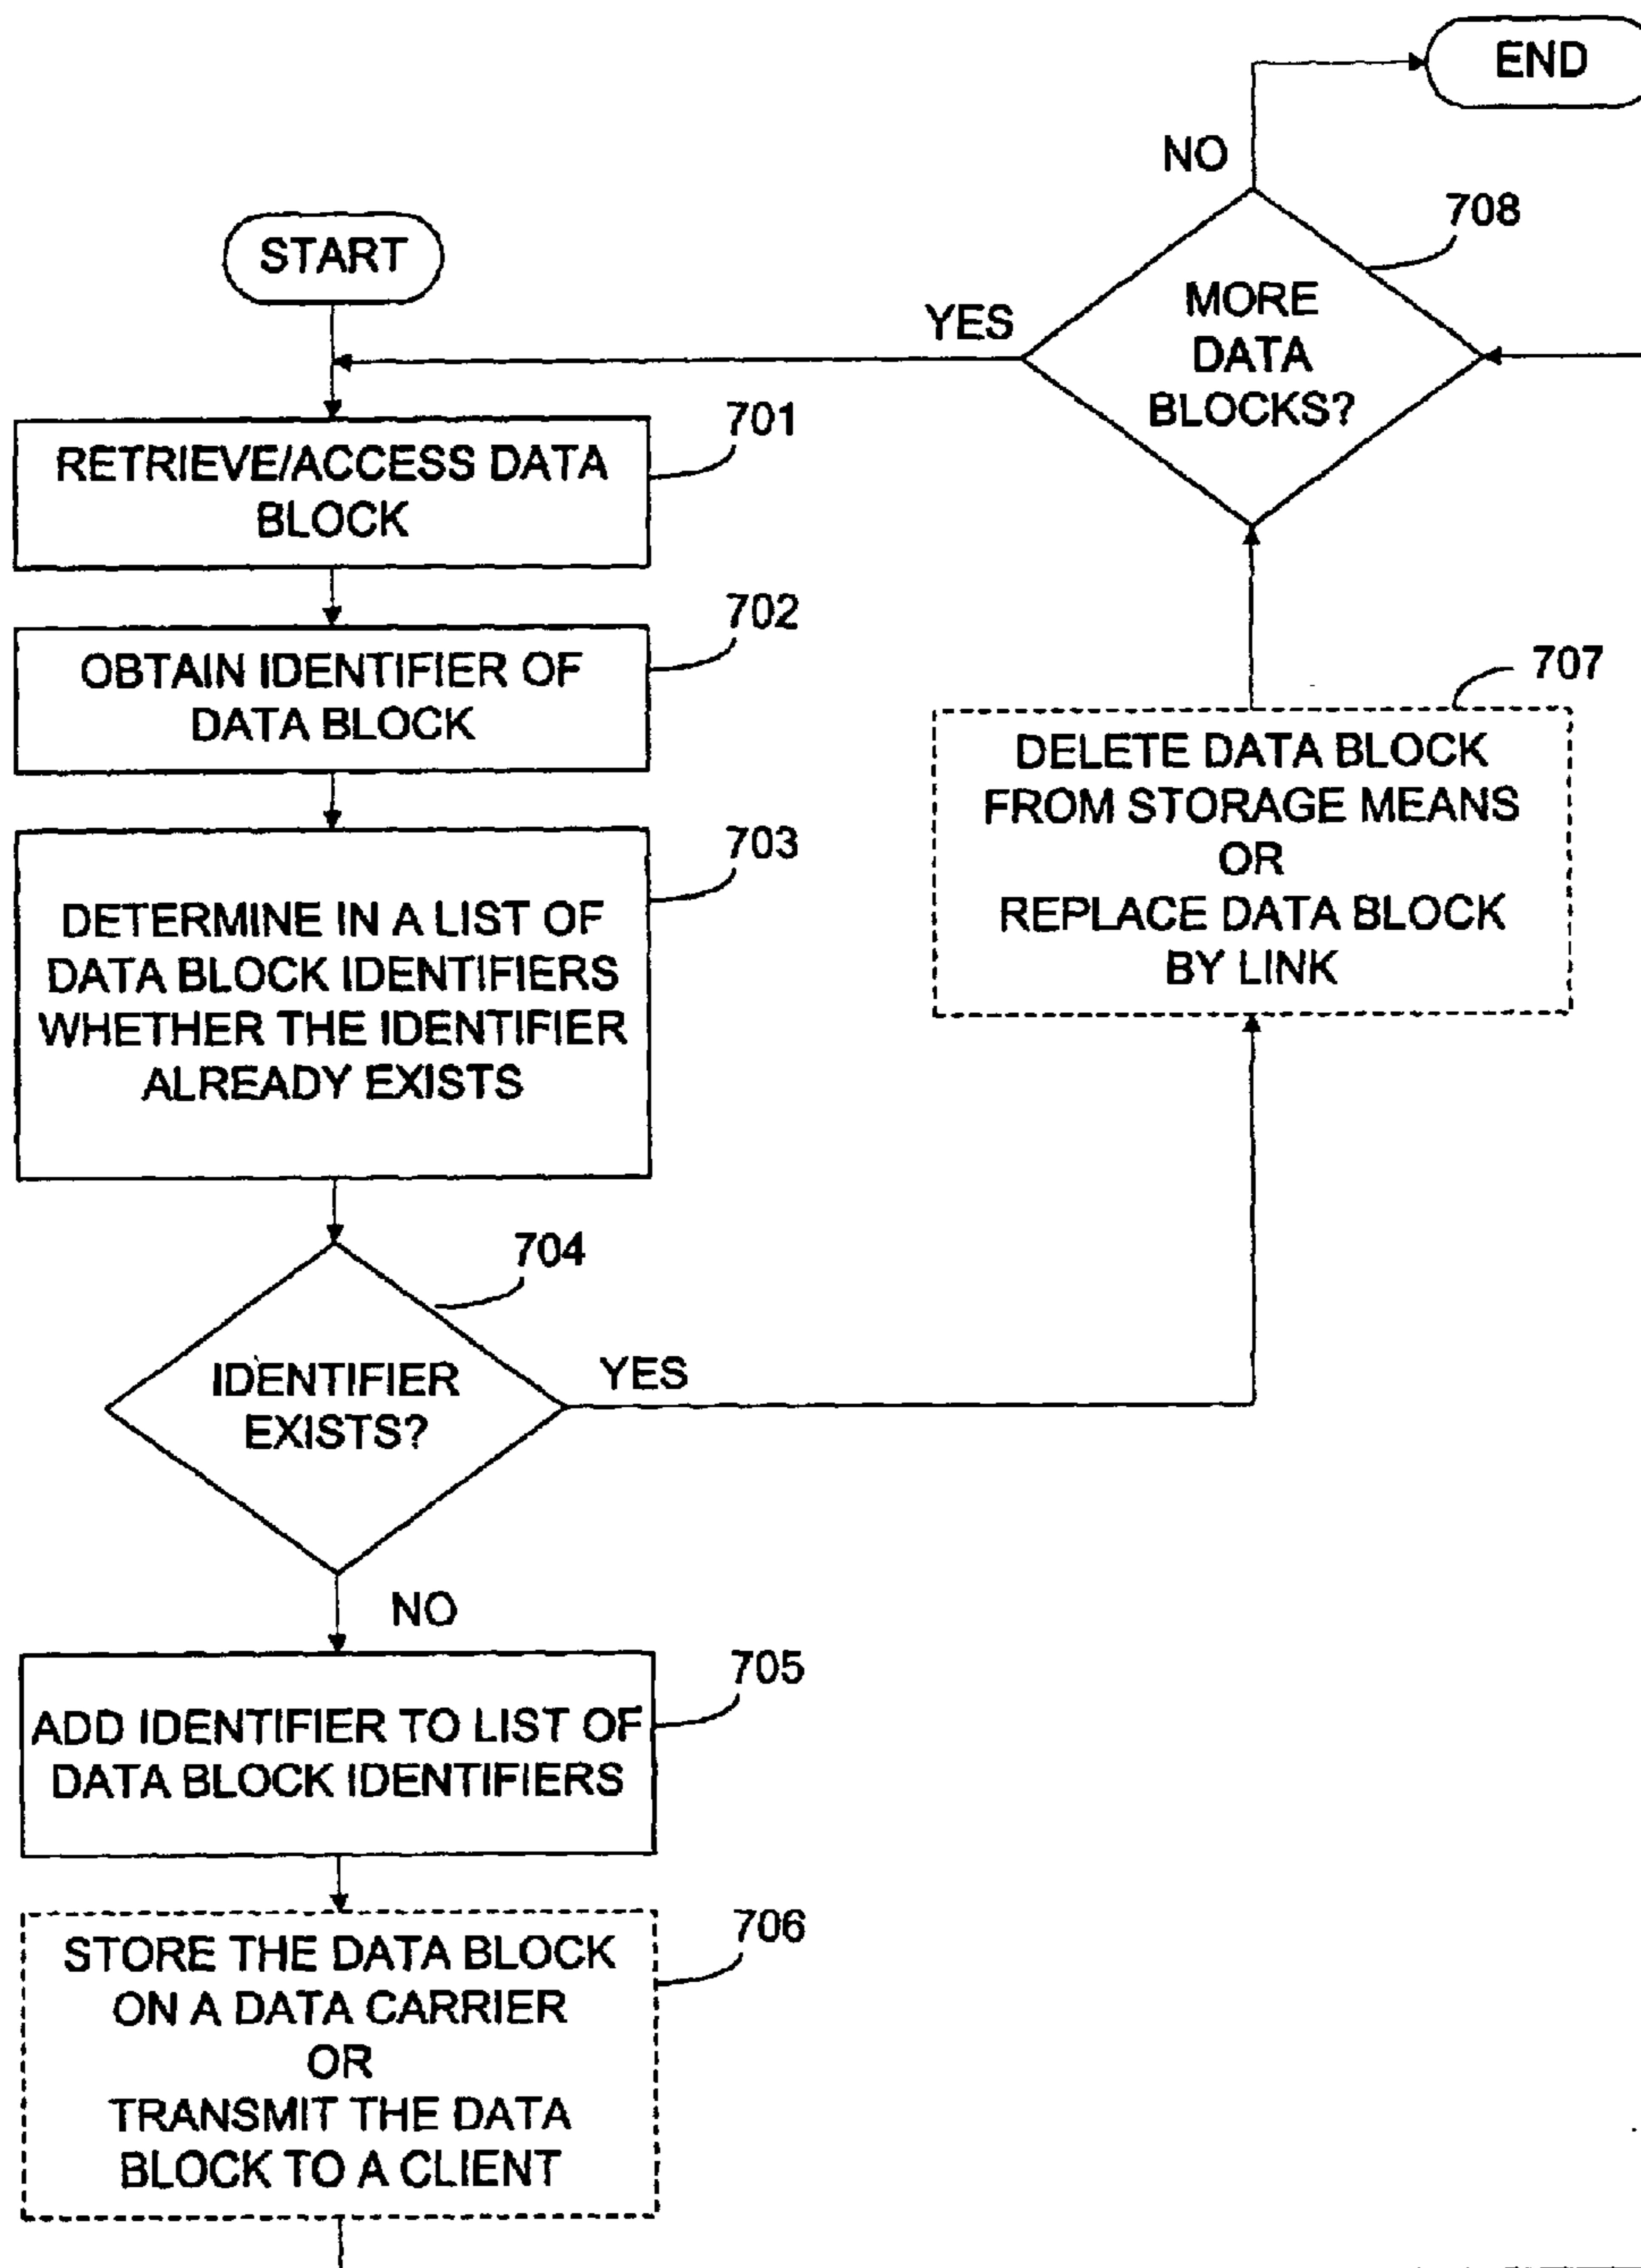 START
701
RETRIEVE/ACCESS DATA
BLOCK
702
OBTAIN IDENTIFIER OF
DATA BLOCK
703
DETERMINE IN A LIST OF
DATA BLOCK IDENTIFIERS
WHETHER THE IDENTIFIER
ALREADY EXISTS
704
IDENTIFIER
EXISTS?
YES
NO
705
ADD IDENTIFIER TO LIST OF
DATA BLOCK IDENTIFIERS
706
STORE THE DATA BLOCK
ON A DATA CARRIER
OR
TRANSMIT THE DATA
BLOCK TO A CLIENT
707
DELETE DATA BLOCK
FROM STORAGE MEANS
OR
REPLACE DATA BLOCK
BY LINK
708
MORE
DATA
BLOCKS?
YES
NO
END